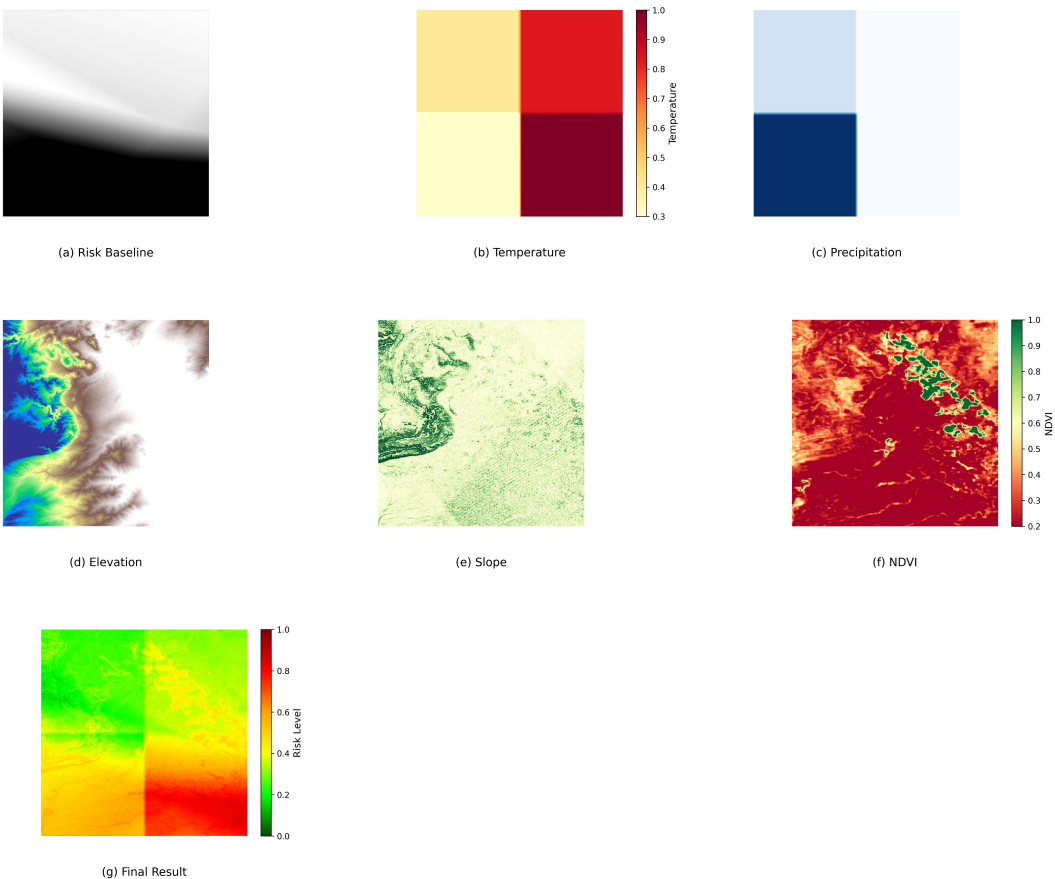 1.0
0.9
0.8
0.7
0.6
0.5
0.4
0.3
Temperature
(a) Risk Baseline
(b) Temperature
(c) Precipitation
1.0
0.9
0.8
0.7
0.6
0.5
0.4
0.3
0.2
NDVI
(d) Elevation
(e) Slope
(f) NDVI
1.0
0.8
0.6
0.4
0.2
0.0
Risk Level
(g) Final Result